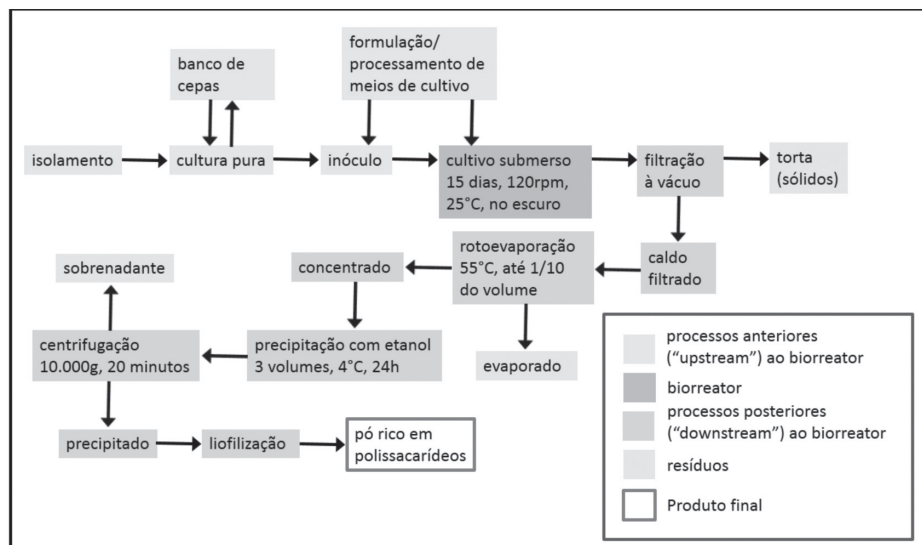 banco de
cepas
formulação/
processamento de
meios de cultivo
isolamento
cultura pura
inóculo
cultivo submerso
15 dias, 120rpm,
25°C, no escuro
filtração
à vácuo
torta
(sólidos)
caldo
filtrado
rotoevaporação
55°C, até 1/10
do volume
evaporado
concentrado
precipitação com etanol
3 volumes, 4°C, 24h
centrifugação
10.000g, 20 minutos
sobrenadante
precipitado
liofilização
pó rico em
polissacarídeos
processos anteriores
(“upstream”) ao biorreator
biorreator
processos posteriores
(“downstream”) ao biorreator
resíduos
Produto final